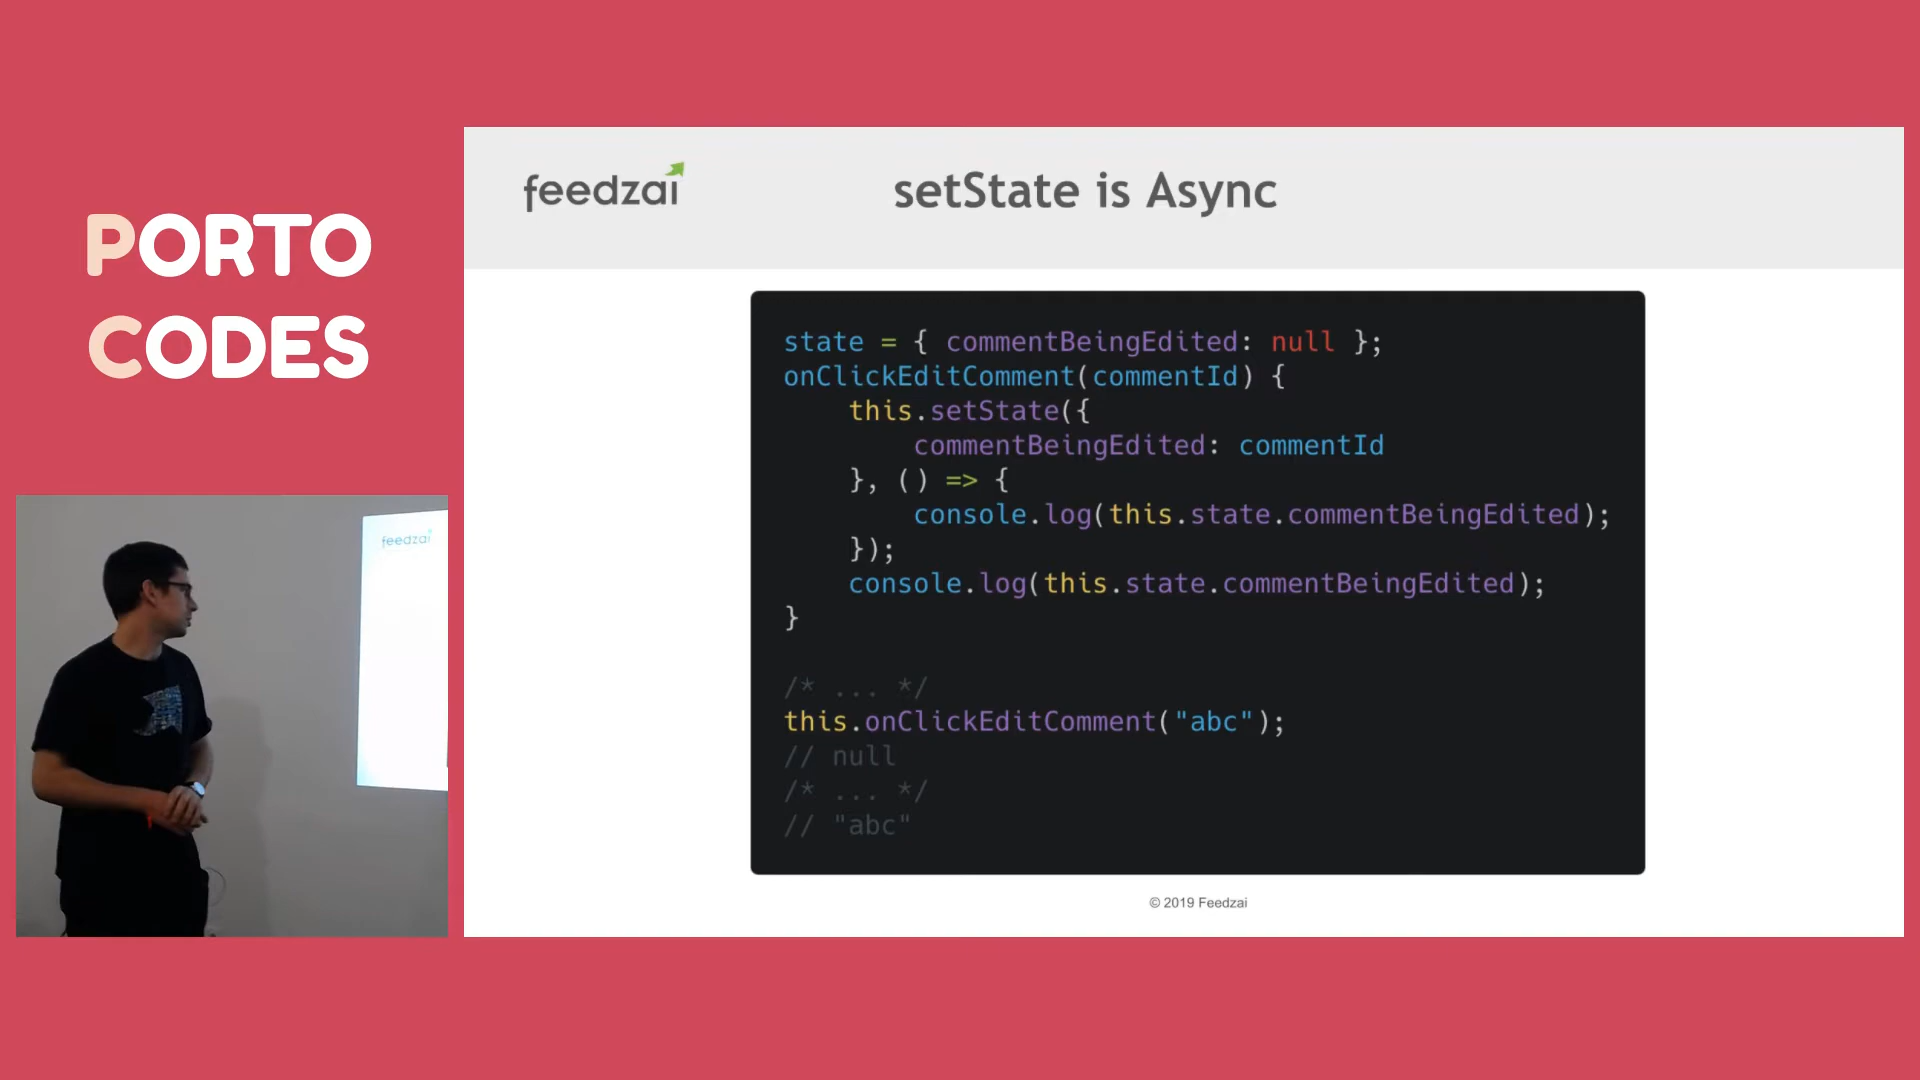 PORTO
CODES
feedzai
feedzai
setState is Async
state = { commentBeingEdited: null };
onClickEditComment(commentId) {
    this.setState({
        commentBeingEdited: commentId
    }, () => {
        console.log(this.state.commentBeingEdited);
    });
    console.log(this.state.commentBeingEdited);
}
/* ... */
this.onClickEditComment("abc");
// null
/* ... */
// "abc"
© 2019 Feedzai